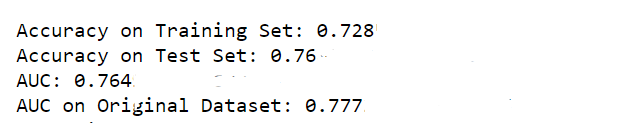 Accuracy on Training Set: 0.728
Accuracy on Test Set: 0.76
AUC: 0.764
AUC on Original Dataset: 0.777